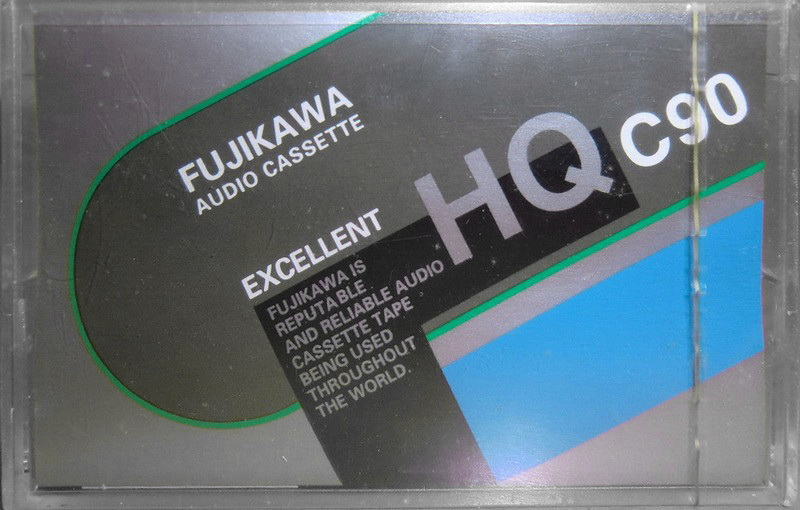 FUJIKAWA
AUDIO CASSETTE
HQ C90
EXCELLENT
FUJIKAWA IS
REPUTABLE
AND RELIABLE AUDIO
CASSETTE TAPE
BEING USED
THROUGHOUT
THE WORLD.